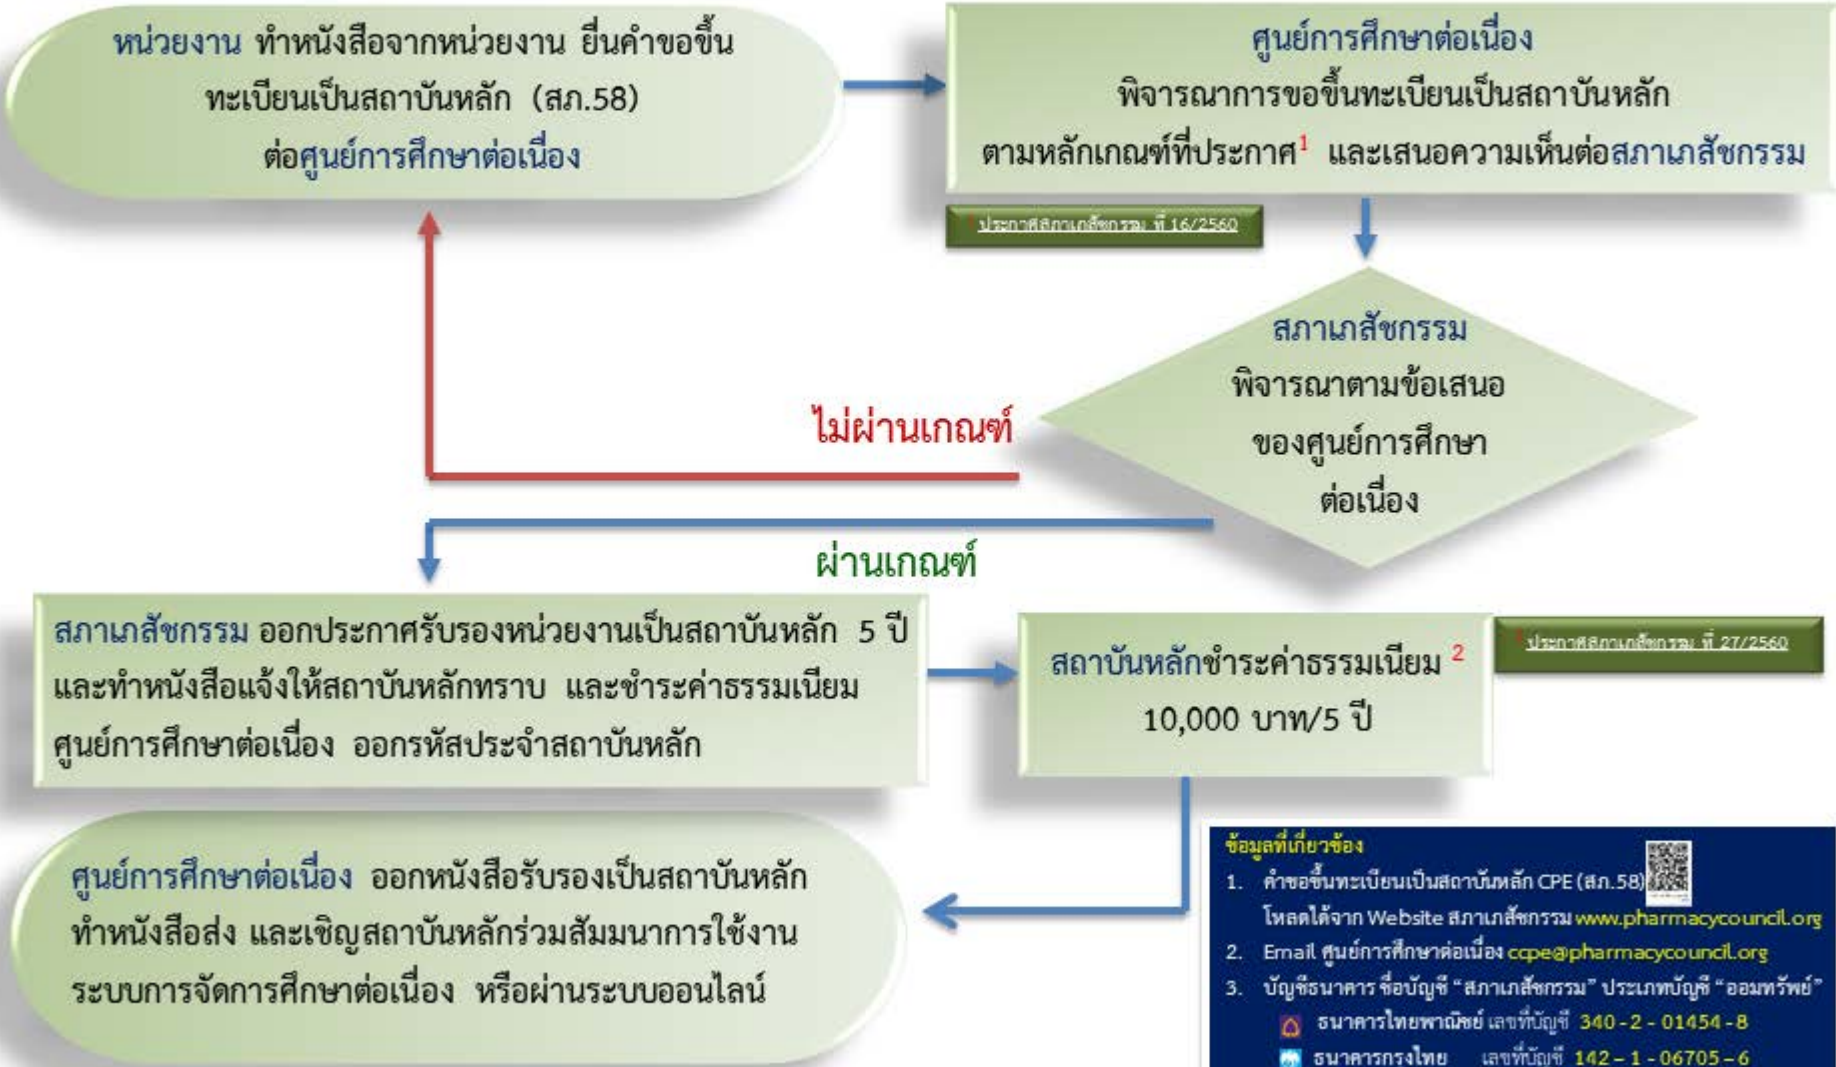 หน่วยงาน ทำหนังสือจากหน่วยงาน ยื่นคำขอขึ้น
ทะเบียนเป็นสถาบันหลัก (สภ.58)
ต่อศูนย์การศึกษาต่อเนื่อง
ศูนย์การศึกษาต่อเนื่อง
พิจารณาการขอขึ้นทะเบียนเป็นสถาบันหลัก
ตามหลักเกณฑ์ที่ประกาศ1 และเสนอความเห็นต่อสภาเภสัชกรรม
1 ประกาศสภาเภสัชกรรม ที่ 16/2560
สภาเภสัชกรรม
พิจารณาตามข้อเสนอ
ของศูนย์การศึกษา
ต่อเนื่อง
ไม่ผ่านเกณฑ์
ผ่านเกณฑ์
สภาเภสัชกรรม ออกประกาศรับรองหน่วยงานเป็นสถาบันหลัก 5 ปี
และทำหนังสือแจ้งให้สถาบันหลักทราบ และชำระค่าธรรมเนียม
ศูนย์การศึกษาต่อเนื่อง ออกรหัสประจำสถาบันหลัก
สถาบันหลักชำระค่าธรรมเนียม 2
10,000 บาท/5 ปี
2 ประกาศสภาเภสัชกรรม ที่ 27/2560
ศูนย์การศึกษาต่อเนื่อง ออกหนังสือรับรองเป็นสถาบันหลัก
ทำหนังสือส่ง และเชิญสถาบันหลักร่วมสัมมนาการใช้งาน
ระบบการจัดการศึกษาต่อเนื่อง หรือผ่านระบบออนไลน์
ข้อมูลที่เกี่ยวข้อง
1. คำขอขึ้นทะเบียนเป็นสถาบันหลัก CPE (สภ.58)
โหลดได้จาก Website สภาเภสัชกรรม www.pharmacycouncil.org
2. Email ศูนย์การศึกษาต่อเนื่อง ccpe@pharmacycouncil.org
3. บัญชีธนาคาร ชื่อบัญชี “สภาเภสัชกรรม” ประเภทบัญชี “ออมทรัพย์”
ธนาคารไทยพาณิชย์ เลขที่บัญชี 340 - 2 - 01454 - 8
ธนาคารกรุงไทย เลขที่บัญชี 142 – 1 - 06705 – 6